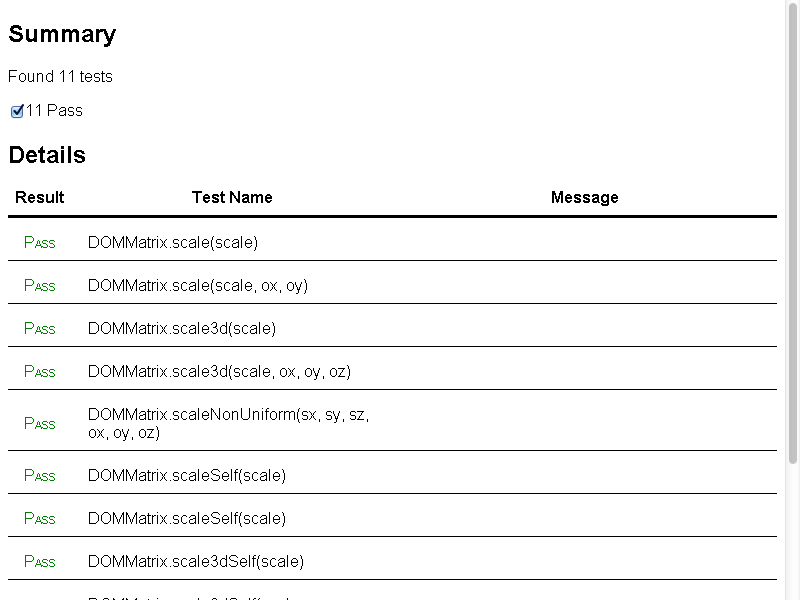 Summary
Found 11 tests
11 Pass
Details
Result Test Name Message
Pass DOMMatrix.scale(scale)
Pass DOMMatrix.scale(scale, ox, oy)
Pass DOMMatrix.scale3d(scale)
Pass DOMMatrix.scale3d(scale, ox, oy, oz)
Pass DOMMatrix.scaleNonUniform(sx, sy, sz,
ox, oy, oz)
Pass DOMMatrix.scaleSelf(scale)
Pass DOMMatrix.scaleSelf(scale)
Pass DOMMatrix.scale3dSelf(scale)